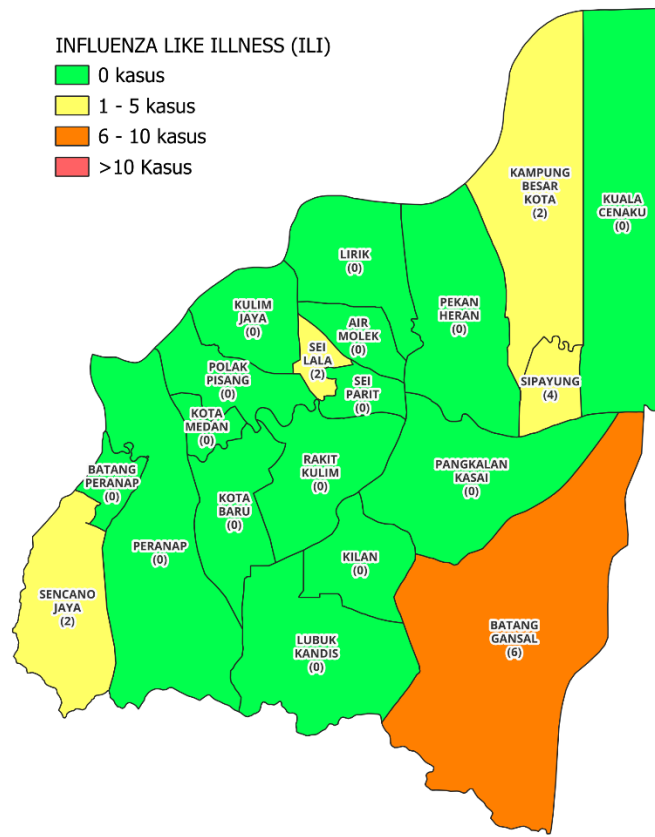 INFLUENZA LIKE ILLNESS (ILI)
0 kasus
1 - 5 kasus
6 - 10 kasus
>10 Kasus
KAMPUNG
BESAR
KOTA
(2)
KUALA
CENAKU
(0)
LIRIK
(0)
KULIM
JAYA
(0)
AIR
MOLEK
(0)
PEKAN
HERAN
(0)
SEI
LALA
(2)
POLAK
PISANG
(0)
SEI
PARIT
(0)
SIPAYUNG
(4)
KOTA
MEDAN
(0)
BATANG
PERANAP
(0)
RAKIT
KULIM
(0)
PANGKALAN
KASAI
(0)
KOTA
BARU
(0)
PERANAP
(0)
KILAN
(0)
SENCANO
JAYA
(2)
LUBUK
KANDIS
(0)
BATANG
GANSAL
(6)